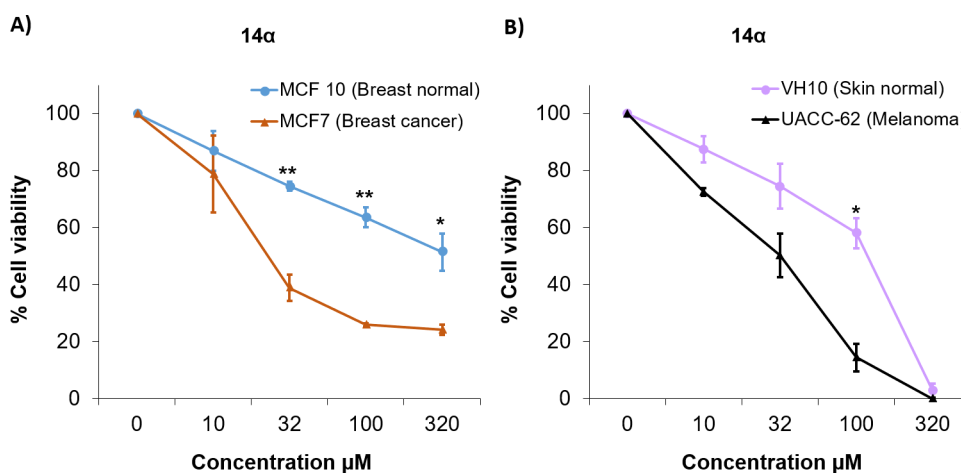 A)
14α
MCF 10 (Breast normal)
MCF7 (Breast cancer)
100
80
60
40
20
0
% Cell viability
**
**
*
0 10 32 100 320
Concentration µM
B)
14α
VH10 (Skin normal)
UACC-62 (Melanoma
100
80
60
40
20
0
% Cell viability
*
0 10 32 100 320
Concentration µM